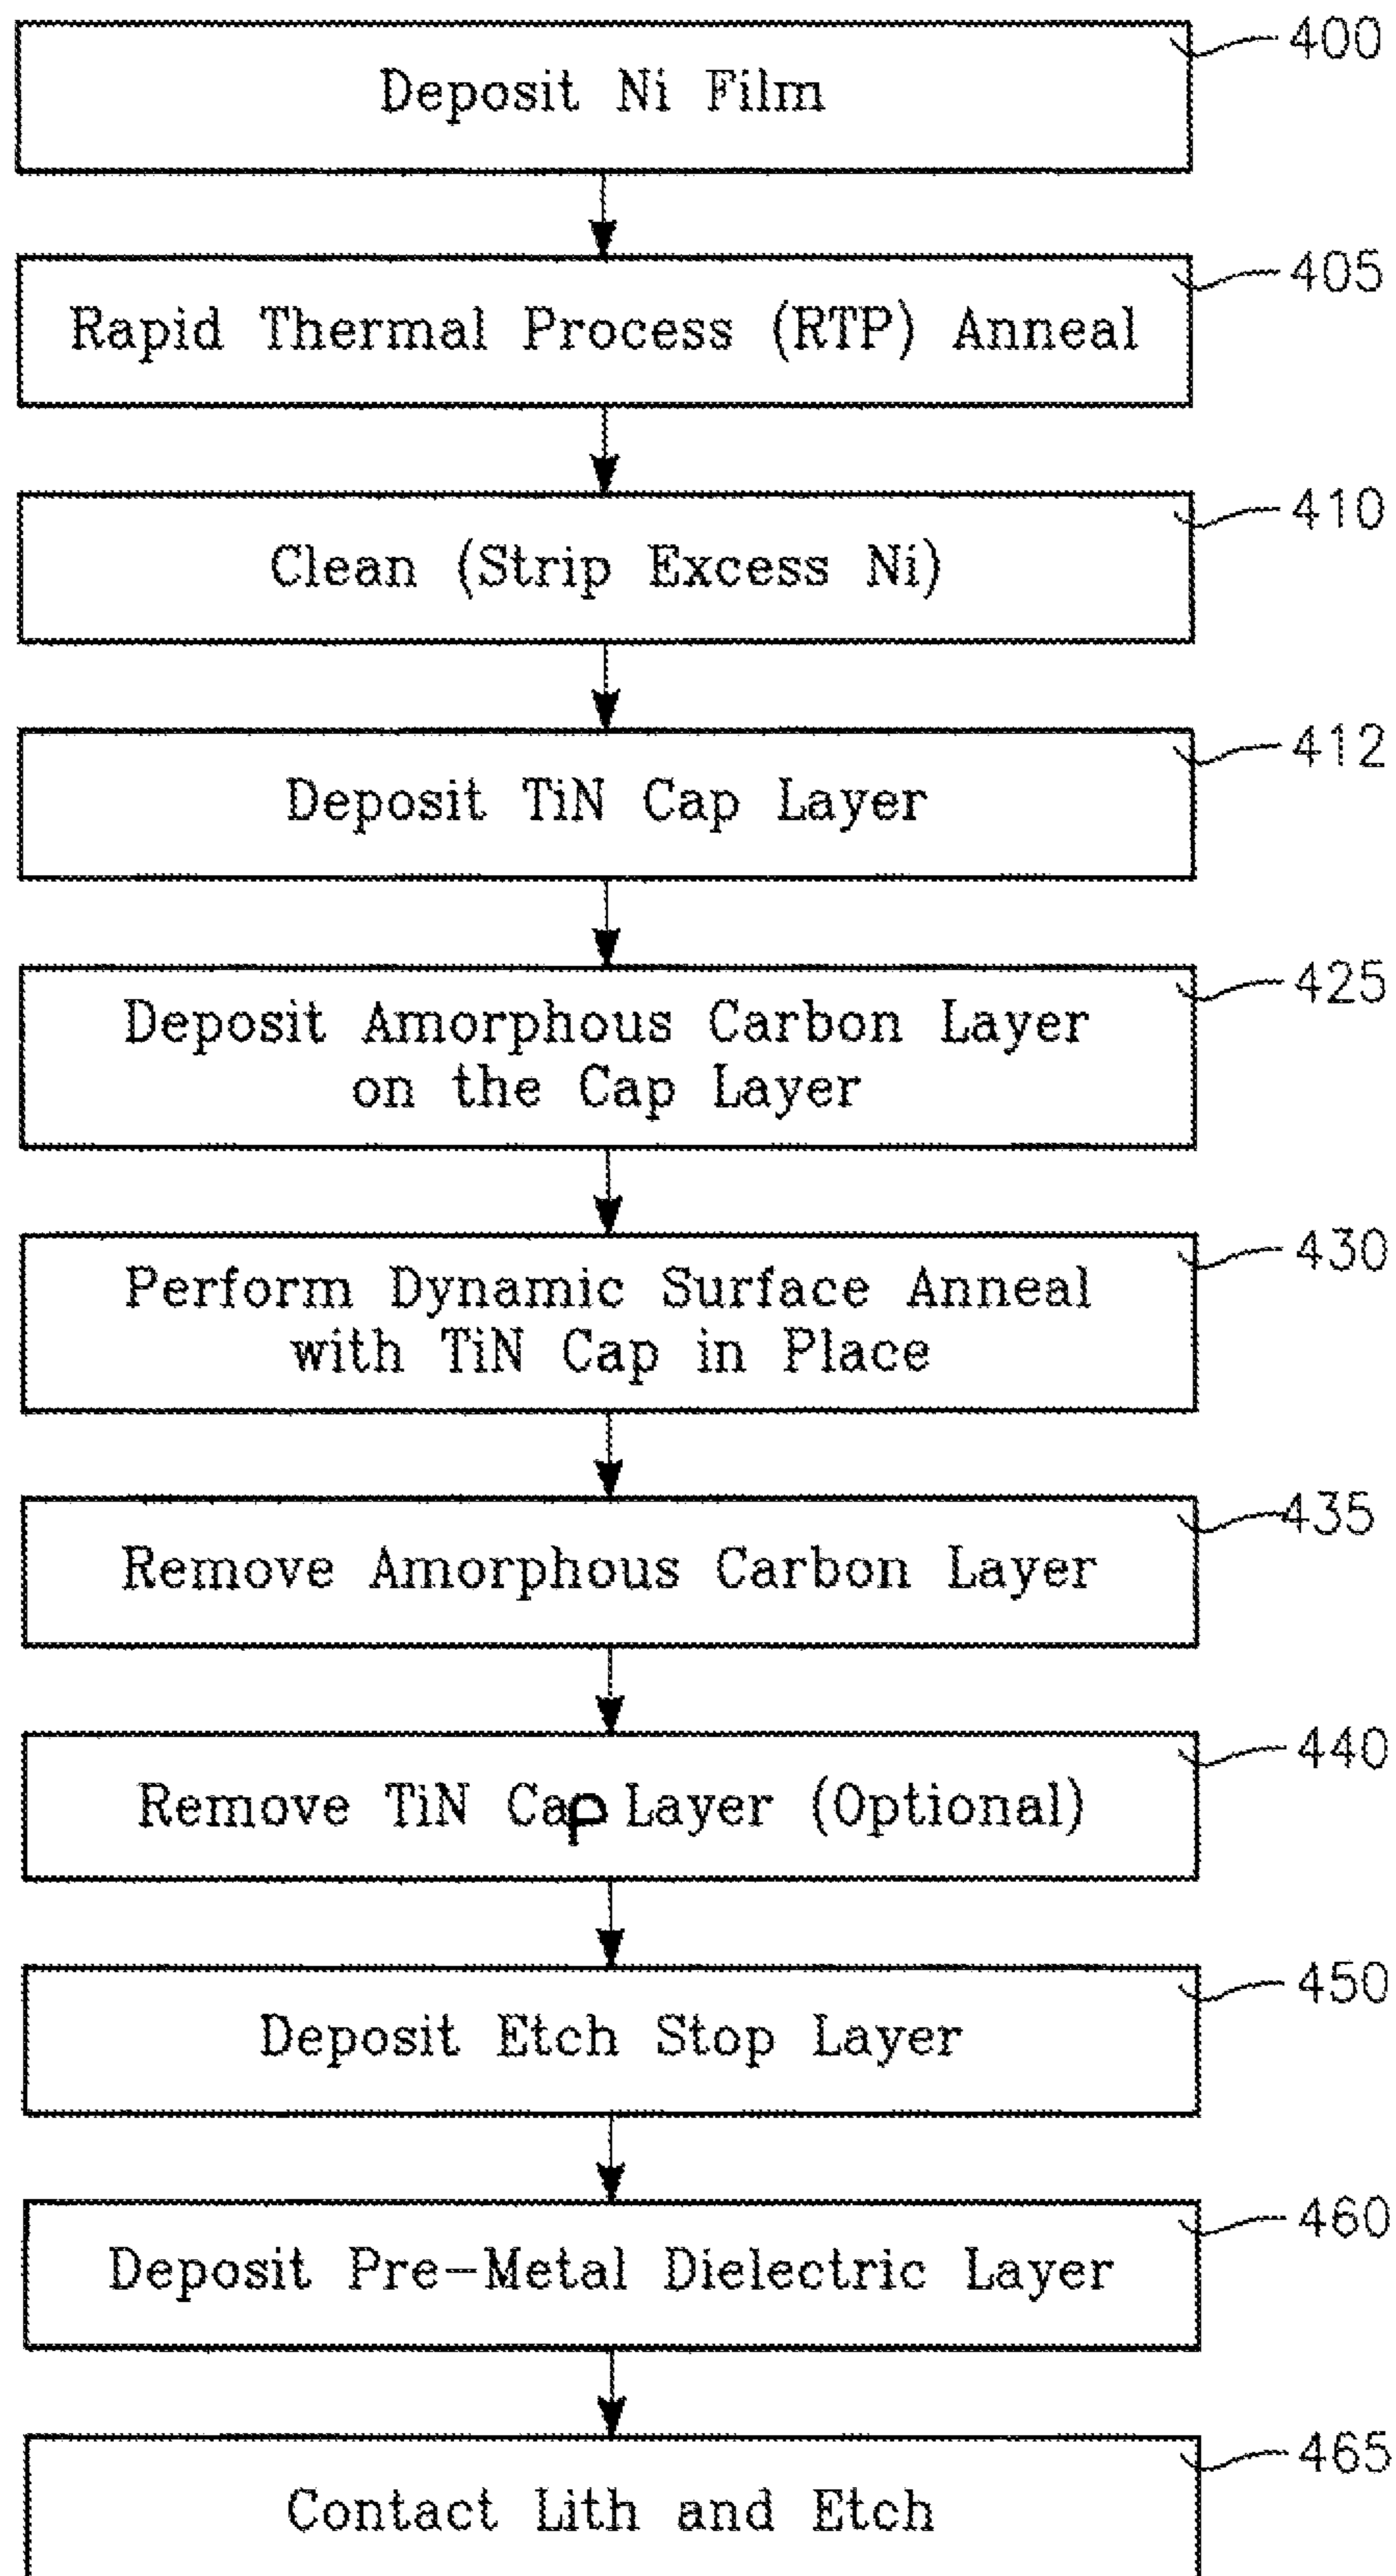 Deposit Ni Film
400
Rapid Thermal Process (RTP) Anneal
405
Clean (Strip Excess Ni)
410
Deposit TiN Cap Layer
412
Deposit Amorphous Carbon Layer
on the Cap Layer
425
Perform Dynamic Surface Anneal
with TiN Cap in Place
430
Remove Amorphous Carbon Layer
435
Remove TiN Cap Layer (Optional)
440
Deposit Etch Stop Layer
450
Deposit Pre-Metal Dielectric Layer
460
Contact Lith and Etch
465